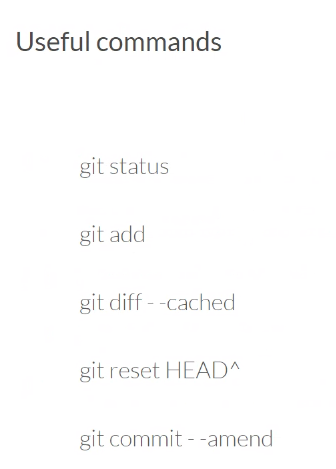 Useful commands
git status
git add
git diff - -cached
git reset HEAD^
git commit - -amend